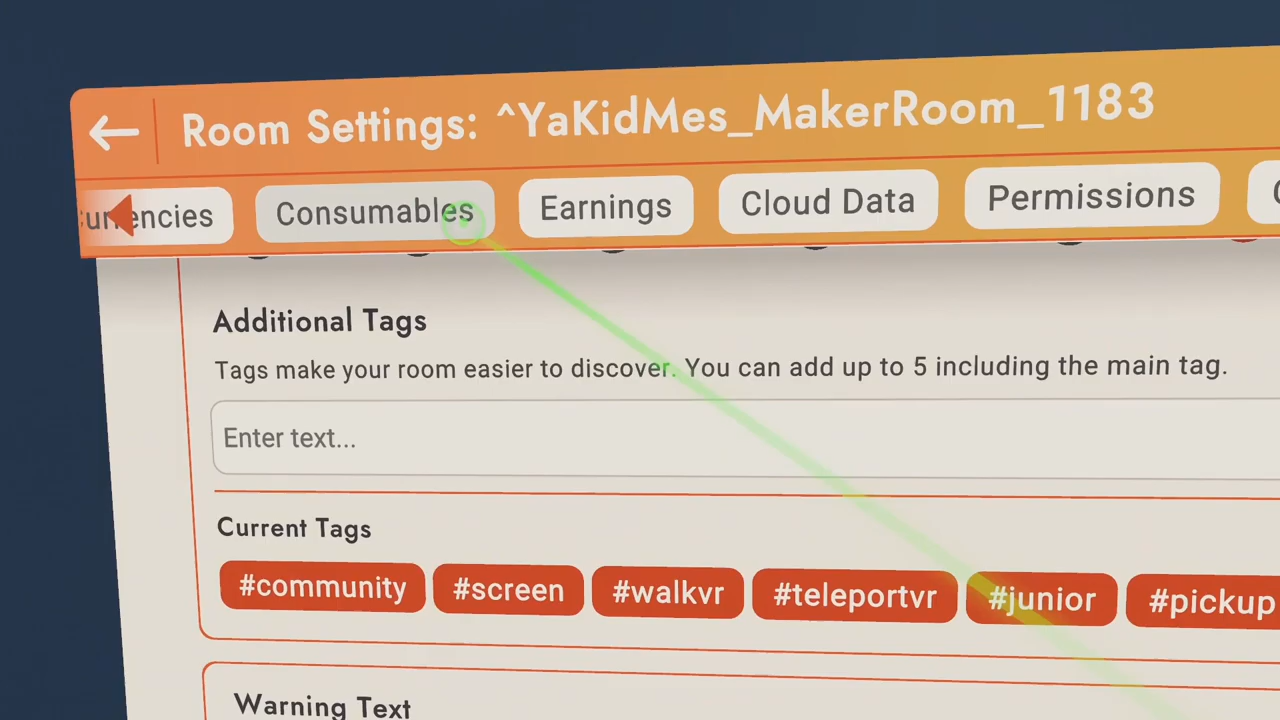 Room Settings: ^YaKidMes_MakerRoom_1183
Consumables Earnings Cloud Data Permissions
Additional Tags
Tags make your room easier to discover. You can add up to 5 including the main tag.
Enter text...
Current Tags
#community #screen #walkvr #teleportvr #junior #pickup
Warning Text